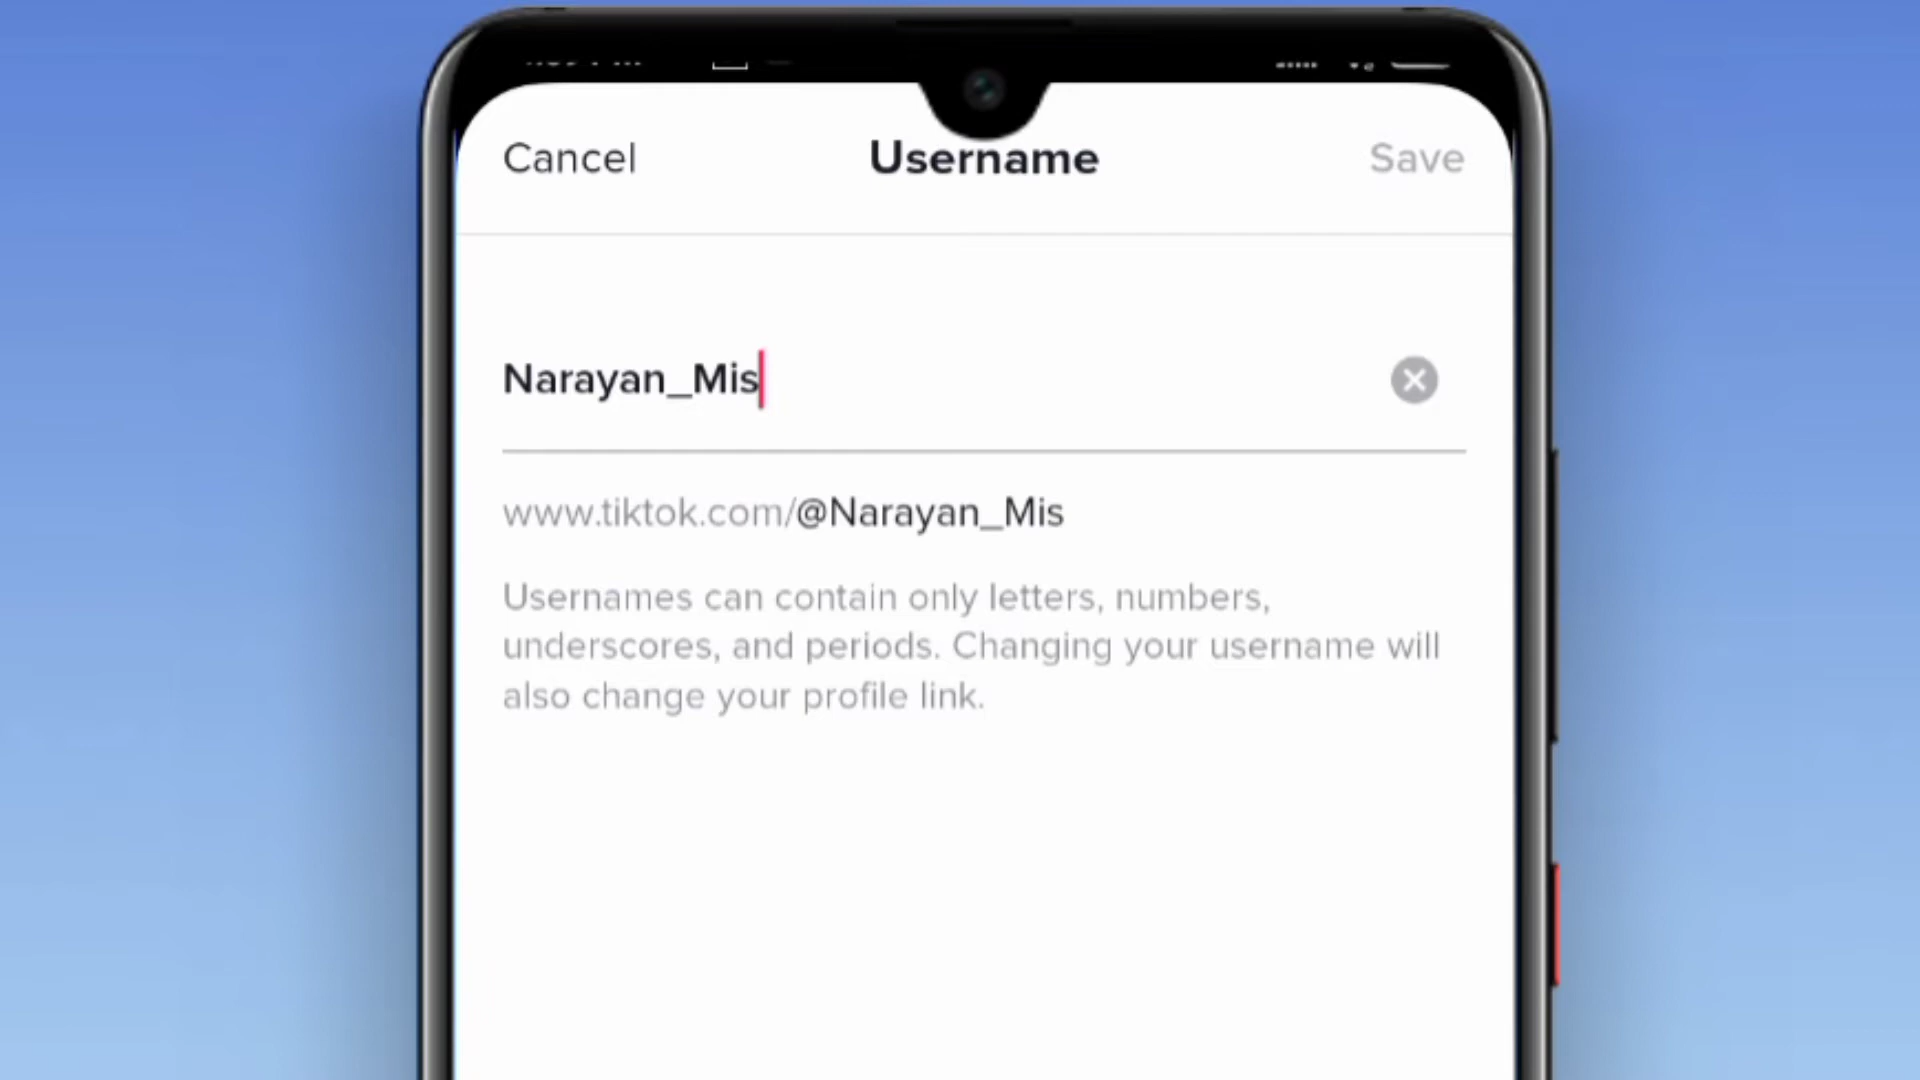 Cancel Username Save
Narayan_Mis
www.tiktok.com/@Narayan_Mis
Usernames can contain only letters, numbers,
underscores, and periods. Changing your username will
also change your profile link.